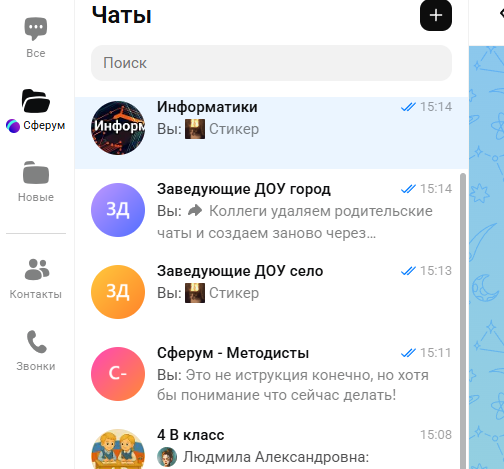 Чаты
Поиск
Все
Сферум
Новые
Контакты
Звонки
Информ
Информатики 15:14
Вы: Стикер
ЗД
Заведующие ДОУ город 15:14
Вы: Коллеги удаляем родительские
чаты и создаем заново через...
ЗД
Заведующие ДОУ село 15:13
Вы: Стикер
С-
Сферум - Методисты 15:11
Вы: Это не иструкция конечно, но хотя
бы понимание что сейчас делать!
4 В класс 15:08
Людмила Александровна: